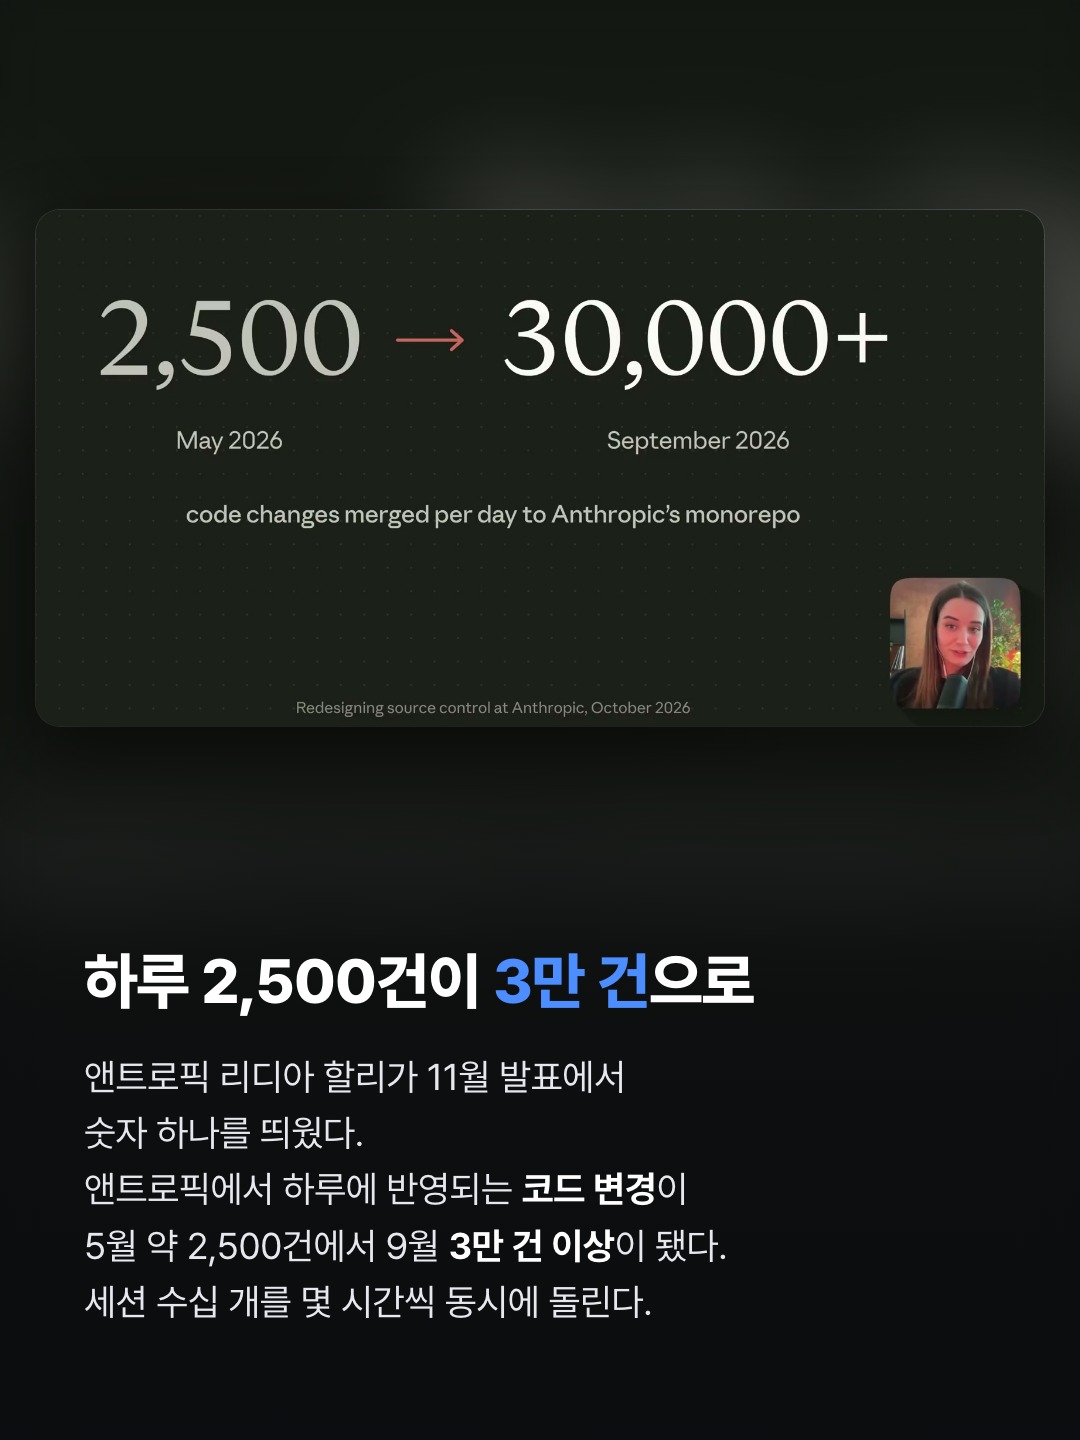 2,500 → 30,000+
May 2026 September 2026
code changes merged per day to Anthropic’s monorepo
Redesigning source control at Anthropic, October 2026
하루 2,500건이 3만 건으로
앤트로픽 리디아 할리가 11월 발표에서
숫자 하나를 띄웠다.
앤트로픽에서 하루에 반영되는 코드 변경이
5월 약 2,500건에서 9월 3만 건 이상이 됐다.
세션 수십 개를 몇 시간씩 동시에 돌린다.